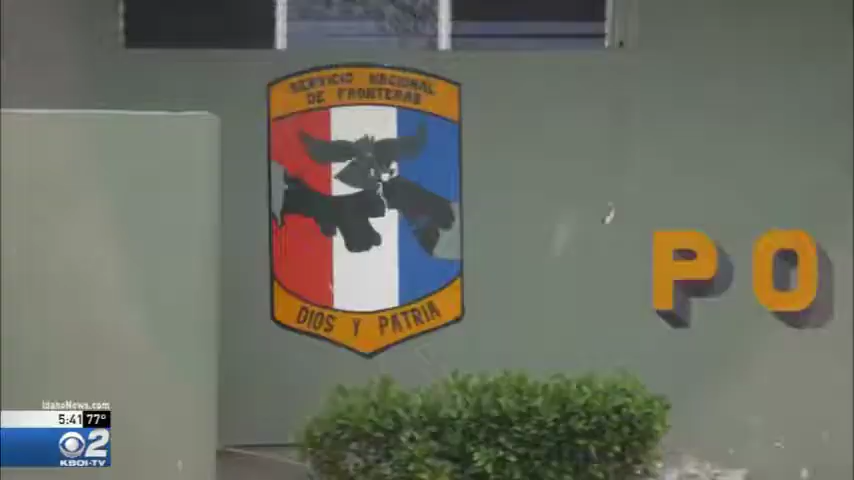 SERVICIO NACIONAL
DE FRONTERAS
DIOS Y PATRIA
PO
IdahoNews.com
5:41 77°
2
KBOI-TV